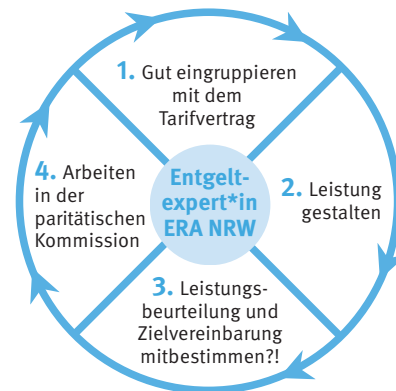 1. Gut eingruppieren
mit dem
Tarifvertrag
2. Leistung
gestalten
3. Leistungs-
beurteilung und
Zielvereinbarung
mitbestimmen?!
4. Arbeiten
in der
paritätischen
Kommission
Entgelt-
expert*in
ERA NRW